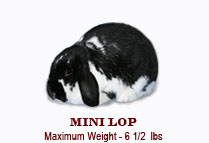 MINI LOP
Maximum Weight - 6 1/2 lbs